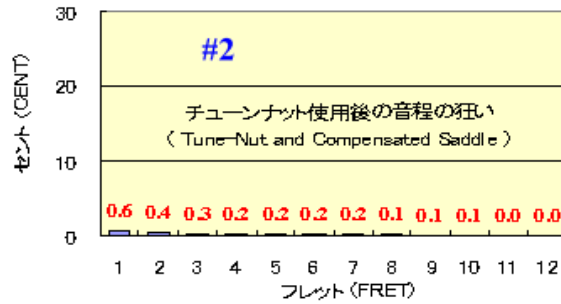 30
#2
20
チューンナット使用後の音程の狂い
( Tune-Nut and Compensated Saddle )
セント(CENT)
10
0.6 0.4 0.3 0.2 0.2 0.2 0.2 0.1 0.1 0.1 0.0 0.0
0
1 2 3 4 5 6 7 8 9 10 11 12
フレット(FRET)